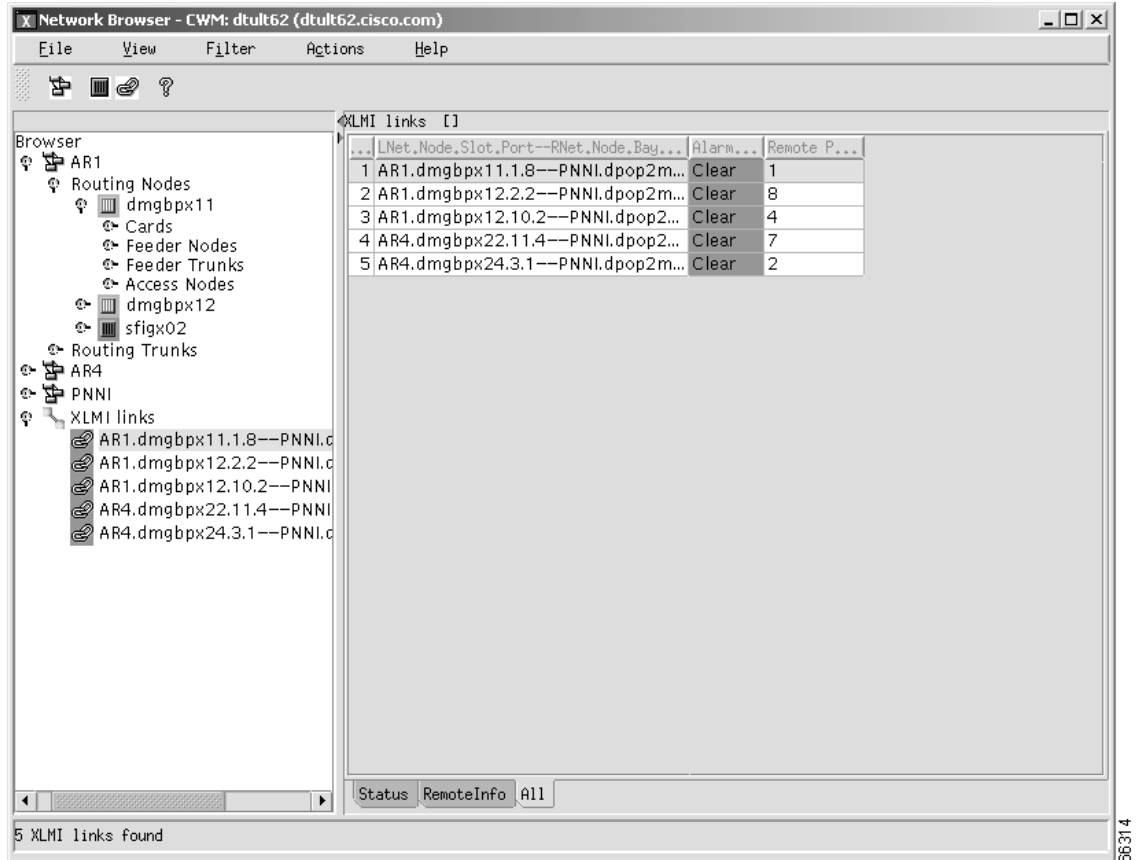 Network Browser - CWM: dtult62 (dtult62.cisco.com)
File View Filter Actions Help
XLMI links []
Browser
AR1
Routing Nodes
dmgbpx11
Cards
Feeder Nodes
Feeder Trunks
Access Nodes
dmgbpx12
sfigx02
Routing Trunks
AR4
PNNI
XLMI links
AR1.dmgbpx11.1.8--PNNI.d
AR1.dmgbpx12.2.2--PNNI.d
AR1.dmgbpx12.10.2--PNNI
AR4.dmgbpx22.11.4--PNNI
AR4.dmgbpx24.3.1--PNNI.d
... LNet.Node.Slot.Port--RNet.Node.Bay... Alarm... Remote P...
1 AR1.dmgbpx11.1.8--PNNI.dpop2m... Clear 1
2 AR1.dmgbpx12.2.2--PNNI.dpop2m... Clear 8
3 AR1.dmgbpx12.10.2--PNNI.dpop2... Clear 4
4 AR4.dmgbpx22.11.4--PNNI.dpop2... Clear 7
5 AR4.dmgbpx24.3.1--PNNI.dpop2m... Clear 2
Status RemoteInfo All
5 XLMI links found
66314